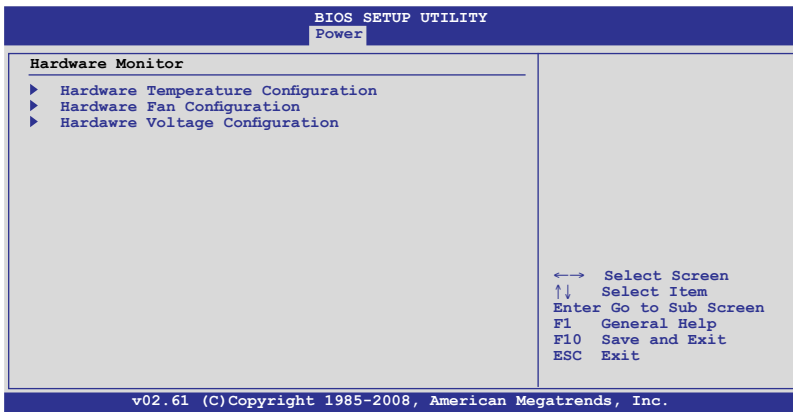 BIOS SETUP UTILITY
Power
Hardware Monitor
Hardware Temperature Configuration
Hardware Fan Configuration
Hardawre Voltage Configuration
←→ Select Screen
↑↓ Select Item
Enter Go to Sub Screen
F1 General Help
F10 Save and Exit
ESC Exit
v02.61 (C)Copyright 1985-2008, American Megatrends, Inc.